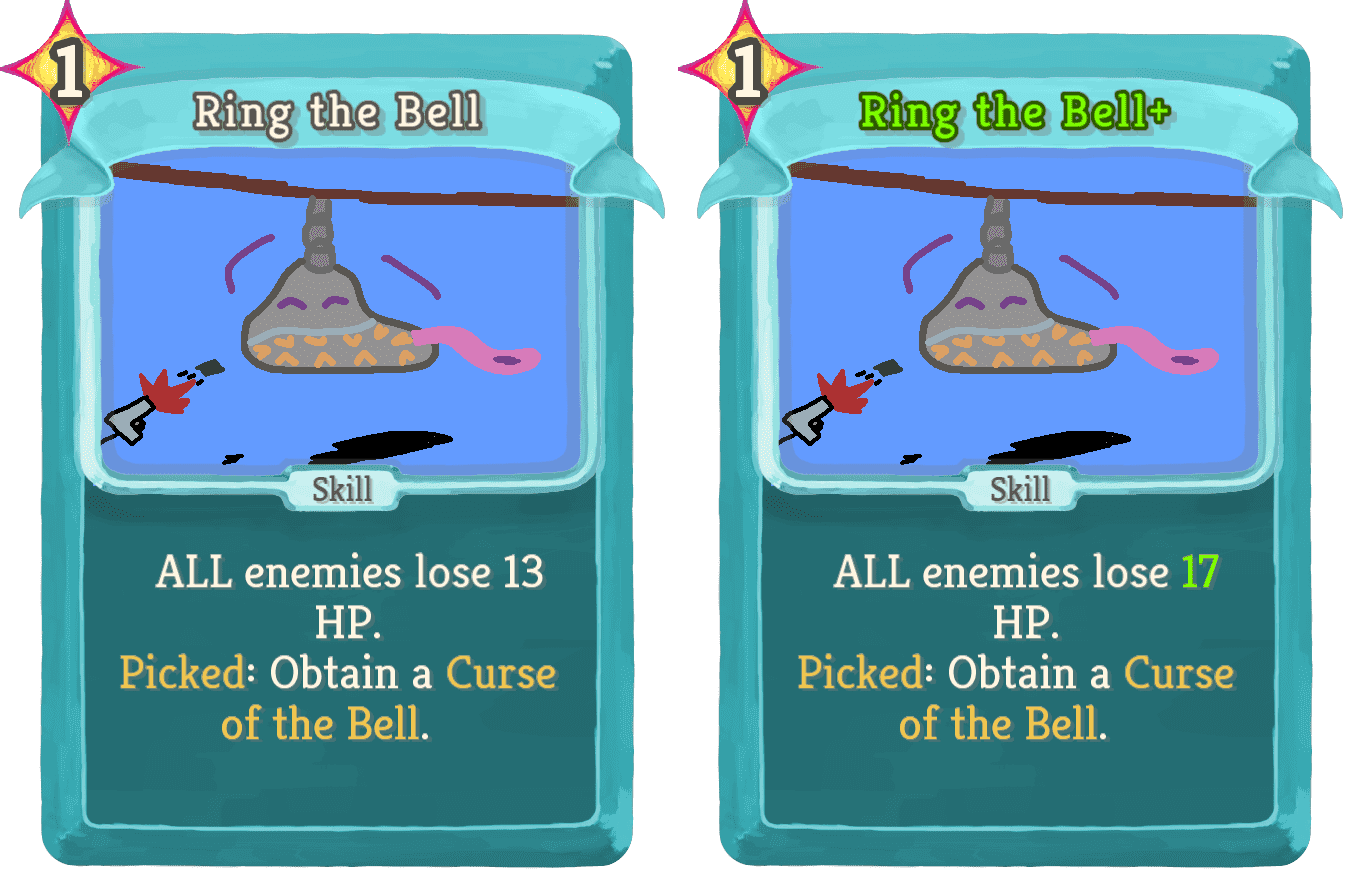 1
Ring the Bell
Skill
ALL enemies lose 13
HP.
Picked: Obtain a Curse
of the Bell.
1
Ring the Bell+
Skill
ALL enemies lose 17
HP.
Picked: Obtain a Curse
of the Bell.